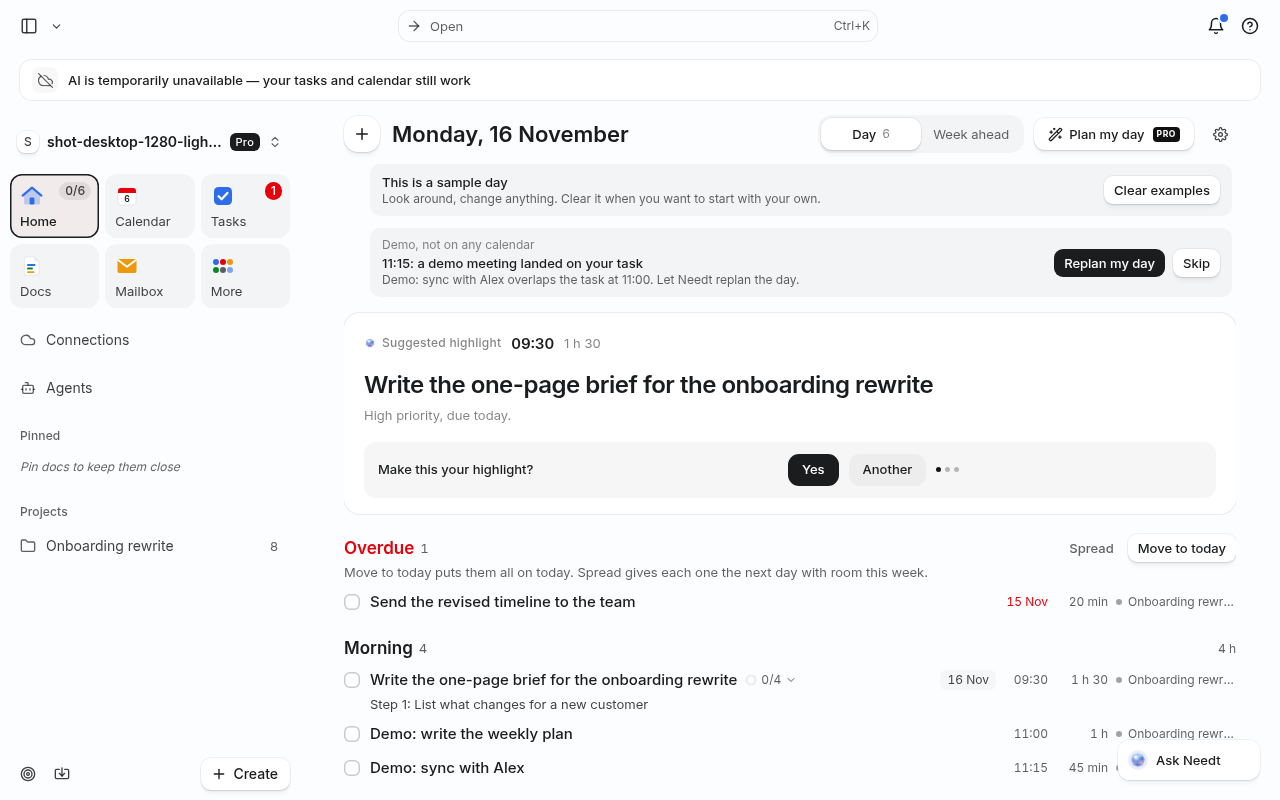 Open
Ctrl+K
AI is temporarily unavailable — your tasks and calendar still work
S
shot-desktop-1280-ligh...
Pro
Home
0/6
Calendar
6
Tasks
1
Docs
Mailbox
More
Connections
Agents
Pinned
Pin docs to keep them close
Projects
Onboarding rewrite
8
Create
Monday, 16 November
Day 6
Week ahead
Plan my day PRO
This is a sample day
Look around, change anything. Clear it when you want to start with your own.
Clear examples
Demo, not on any calendar
11:15: a demo meeting landed on your task
Demo: sync with Alex overlaps the task at 11:00. Let Needt replan the day.
Replan my day
Skip
Suggested highlight 09:30 1 h 30
Write the one-page brief for the onboarding rewrite
High priority, due today.
Make this your highlight?
Yes
Another
Overdue 1
Spread
Move to today
Move to today puts them all on today. Spread gives each one the next day with room this week.
Send the revised timeline to the team
15 Nov 20 min Onboarding rewr...
Morning 4
4 h
Write the one-page brief for the onboarding rewrite 0/4
16 Nov 09:30 1 h 30 Onboarding rewr...
Step 1: List what changes for a new customer
Demo: write the weekly plan
11:00 1 h Onboarding rewr...
Demo: sync with Alex
11:15 45 min
Ask Needt